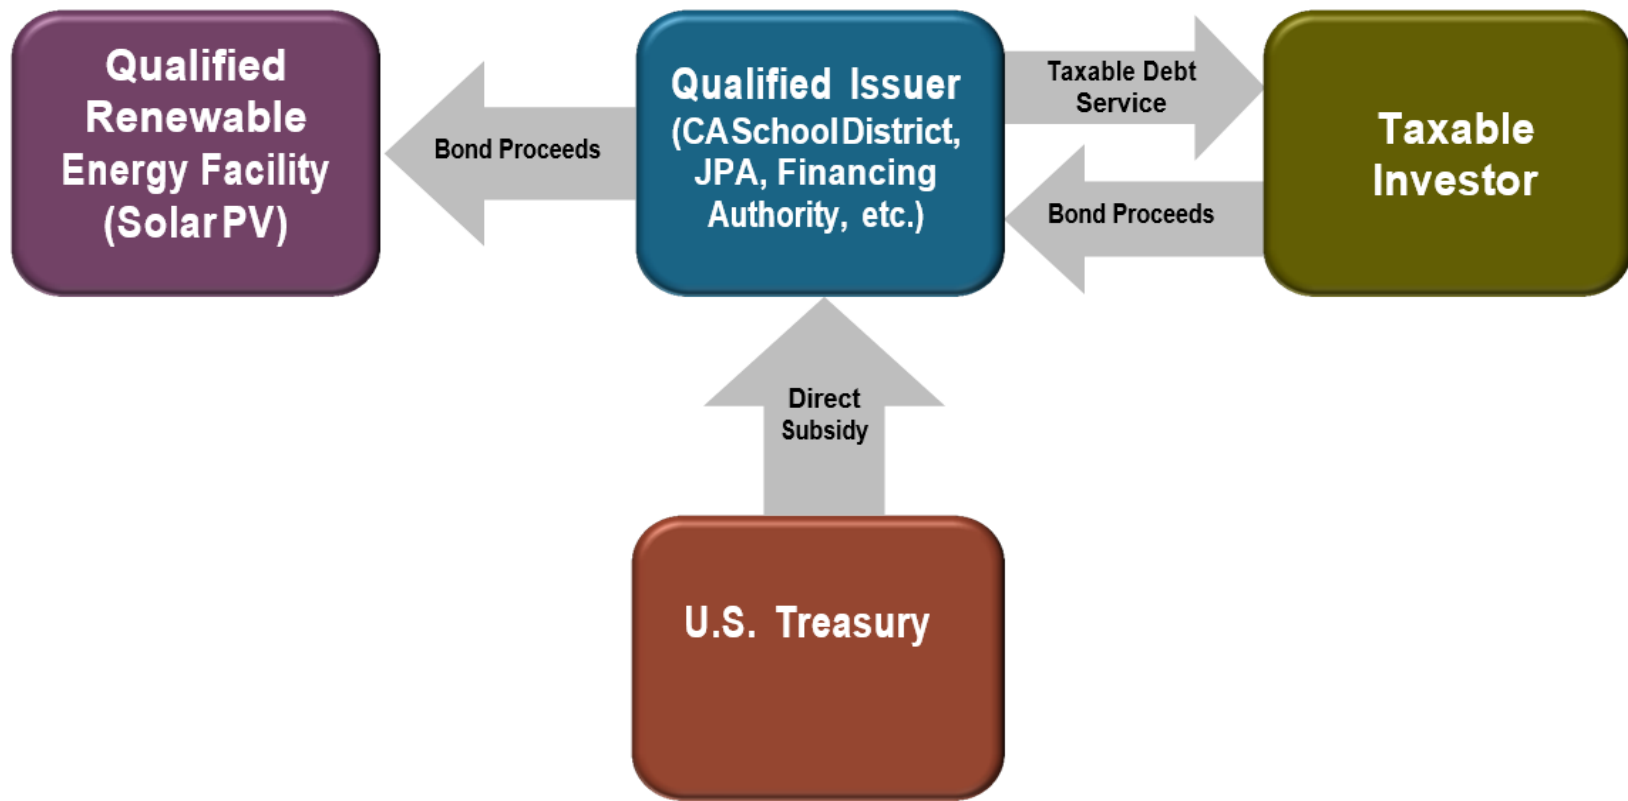 Qualified
Renewable
Energy Facility
(Solar PV)
Bond Proceeds
Qualified Issuer
(CA School District,
JPA, Financing
Authority, etc.)
Taxable Debt
Service
Bond Proceeds
Taxable
Investor
Direct
Subsidy
U.S. Treasury